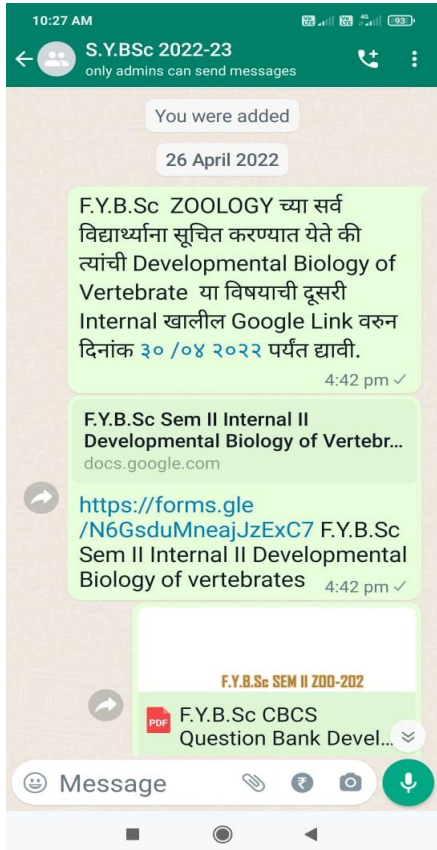 10:27 AM
4G
93
S.Y.BSc 2022-23
only admins can send messages
You were added
26 April 2022
F.Y.B.Sc ZOOLOGY च्या सर्व
विद्यार्थ्यांना सूचित करण्यात येते की
त्यांची Developmental Biology of
Vertebrate या विषयाची दूसरी
Internal खालील Google Link वरुन
दिनांक ३० /०४ २०२२ पर्यंत द्यावी.
4:42 pm
F.Y.B.Sc Sem II Internal II
Developmental Biology of Vertebr...
docs.google.com
https://forms.gle
/N6GsduMneajJzExC7 F.Y.B.Sc
Sem II Internal II Developmental
Biology of vertebrates
4:42 pm
F.Y.B.Sc SEM II ZOO-202
PDF
F.Y.B.Sc CBCS
Question Bank Devel...
Message